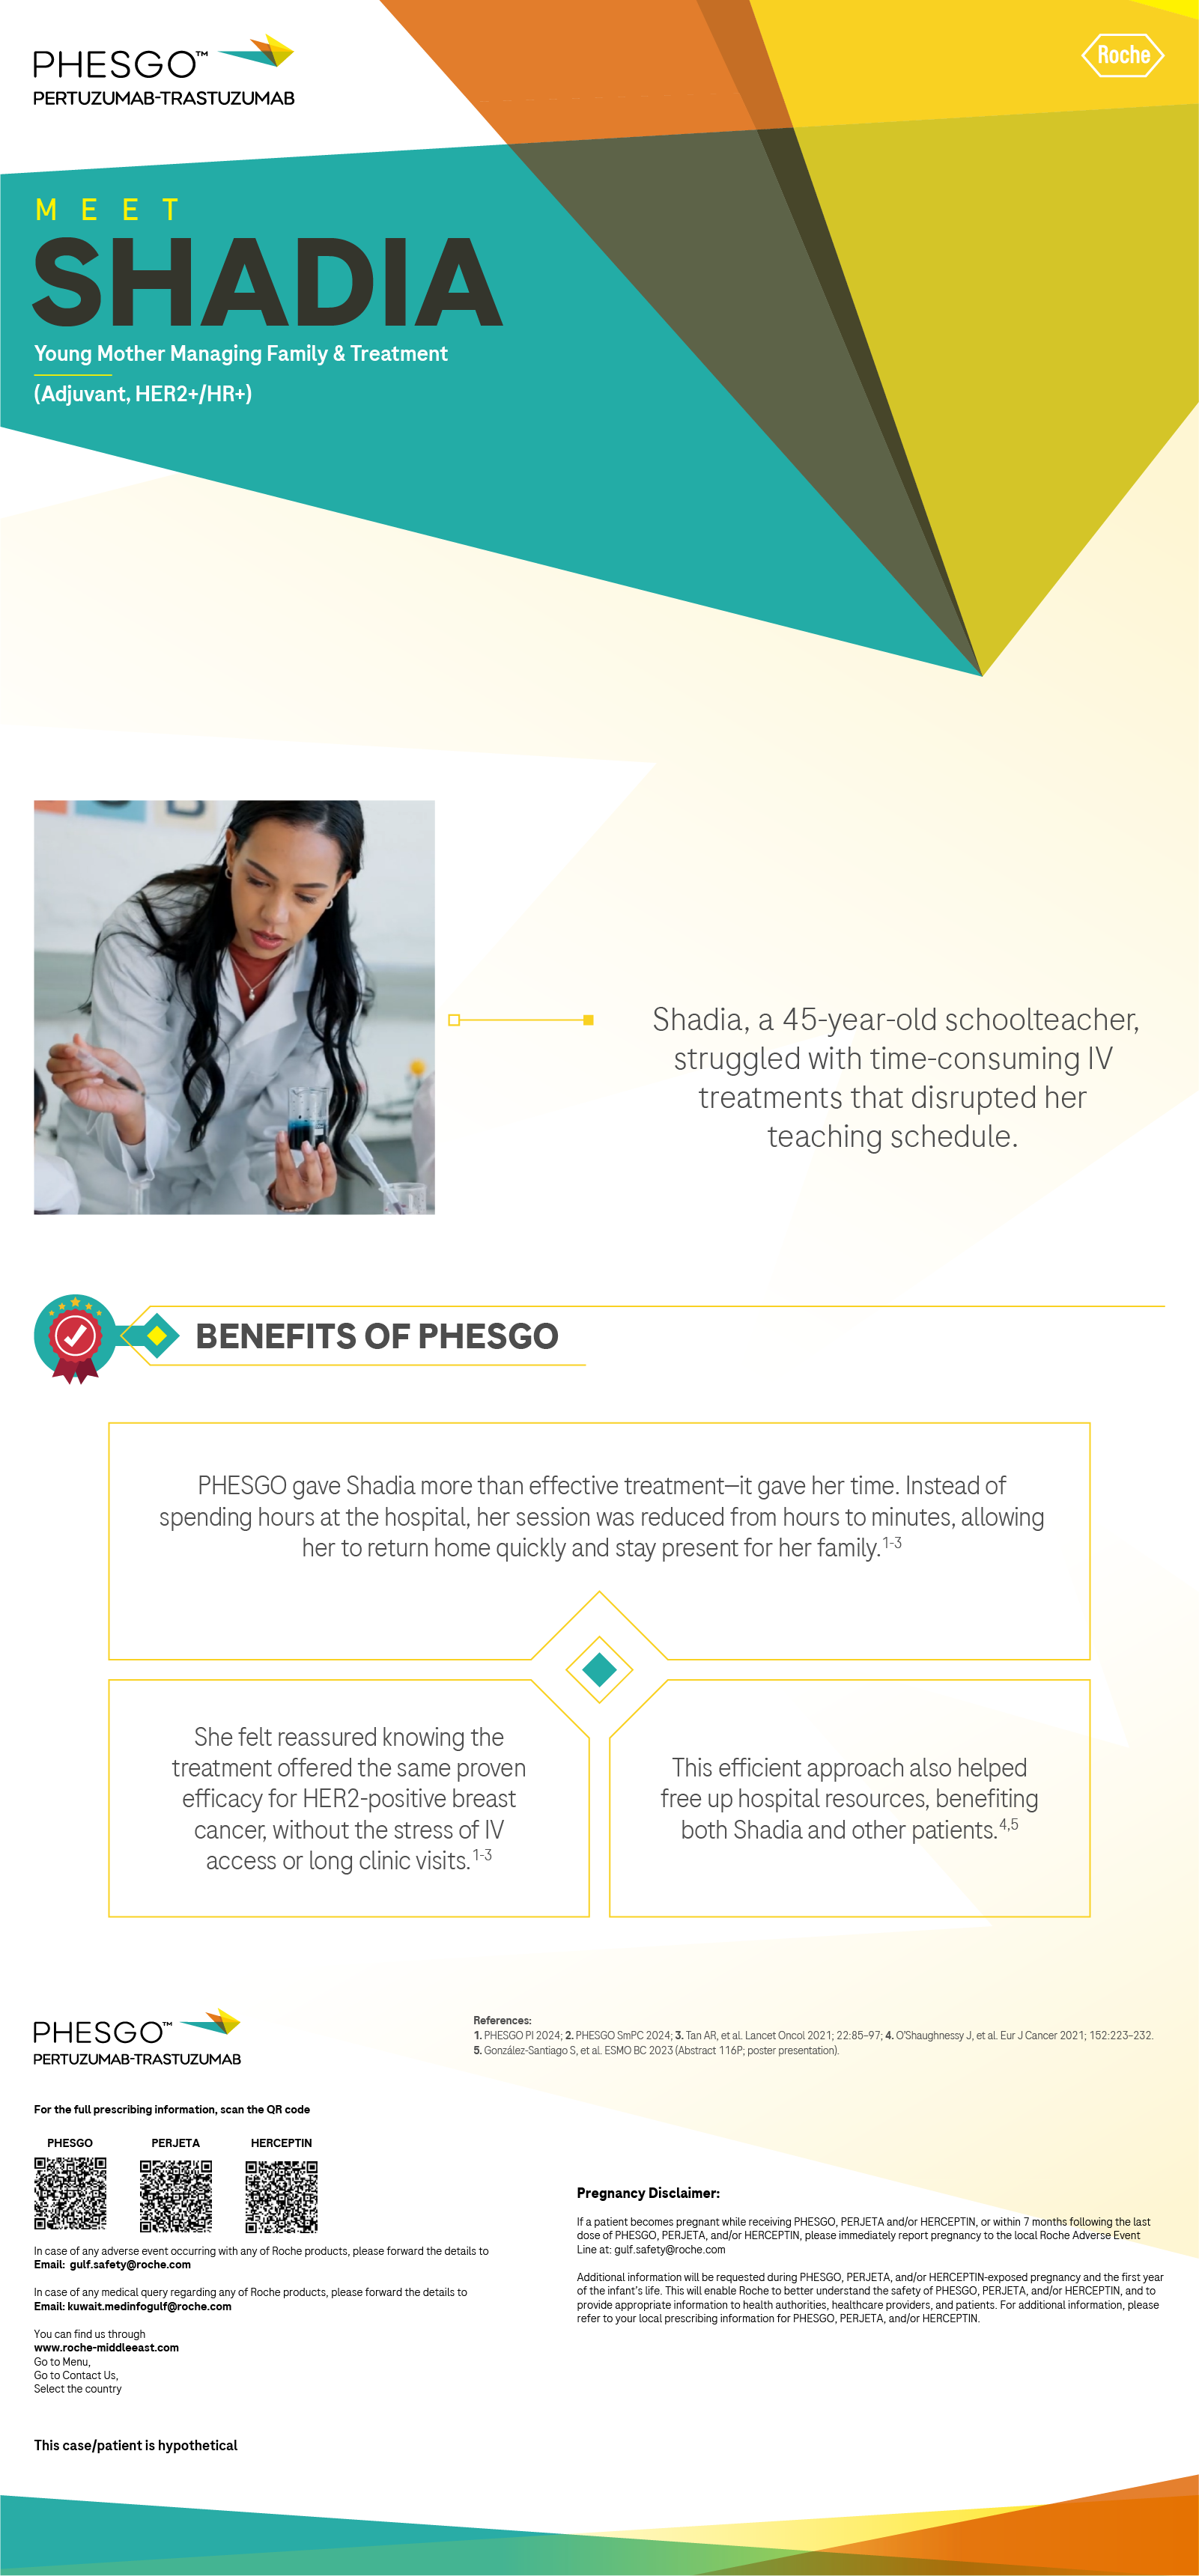 PHESGO™
PERTUZUMAB-TRASTUZUMAB
Roche
MEET
SHADIA
Young Mother Managing Family & Treatment
(Adjuvant, HER2+/HR+)
Shadia, a 45-year-old schoolteacher,
struggled with time-consuming IV
treatments that disrupted her
teaching schedule.
BENEFITS OF PHESGO
PHESGO gave Shadia more than effective treatment—it gave her time. Instead of
spending hours at the hospital, her session was reduced from hours to minutes, allowing
her to return home quickly and stay present for her family.1-3
She felt reassured knowing the
treatment offered the same proven
efficacy for HER2-positive breast
cancer, without the stress of IV
access or long clinic visits.1-3
This efficient approach also helped
free up hospital resources, benefiting
both Shadia and other patients.4,5
PHESGO™
PERTUZUMAB-TRASTUZUMAB
References:
1. PHESGO PI 2024; 2. PHESGO SmPC 2024; 3. Tan AR, et al. Lancet Oncol 2021; 22:85–97; 4. O'Shaughnessy J, et al. Eur J Cancer 2021; 152:223–232.
5. González-Santiago S, et al. ESMO BC 2023 (Abstract 116P; poster presentation).
For the full prescribing information, scan the QR code
PHESGO PERJETA HERCEPTIN
In case of any adverse event occurring with any of Roche products, please forward the details to
Email: gulf.safety@roche.com
In case of any medical query regarding any of Roche products, please forward the details to
Email: kuwait.medinfogulf@roche.com
You can find us through
www.roche-middleeast.com
Go to Menu,
Go to Contact Us,
Select the country
Pregnancy Disclaimer:
If a patient becomes pregnant while receiving PHESGO, PERJETA and/or HERCEPTIN, or within 7 months following the last
dose of PHESGO, PERJETA, and/or HERCEPTIN, please immediately report pregnancy to the local Roche Adverse Event
Line at: gulf.safety@roche.com
Additional information will be requested during PHESGO, PERJETA, and/or HERCEPTIN-exposed pregnancy and the first year
of the infant's life. This will enable Roche to better understand the safety of PHESGO, PERJETA, and/or HERCEPTIN, and to
provide appropriate information to health authorities, healthcare providers, and patients. For additional information, please
refer to your local prescribing information for PHESGO, PERJETA, and/or HERCEPTIN.
This case/patient is hypothetical